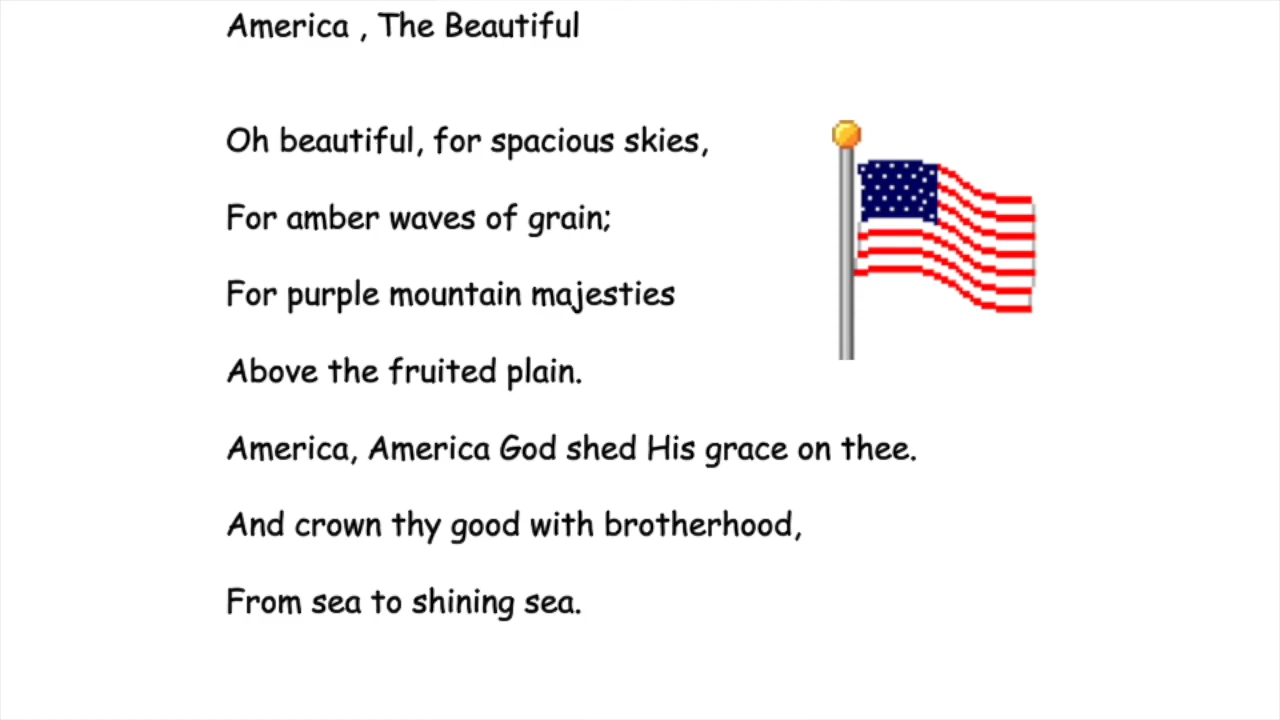 America , The Beautiful
Oh beautiful, for spacious skies,
For amber waves of grain;
For purple mountain majesties
Above the fruited plain.
America, America God shed His grace on thee.
And crown thy good with brotherhood,
From sea to shining sea.